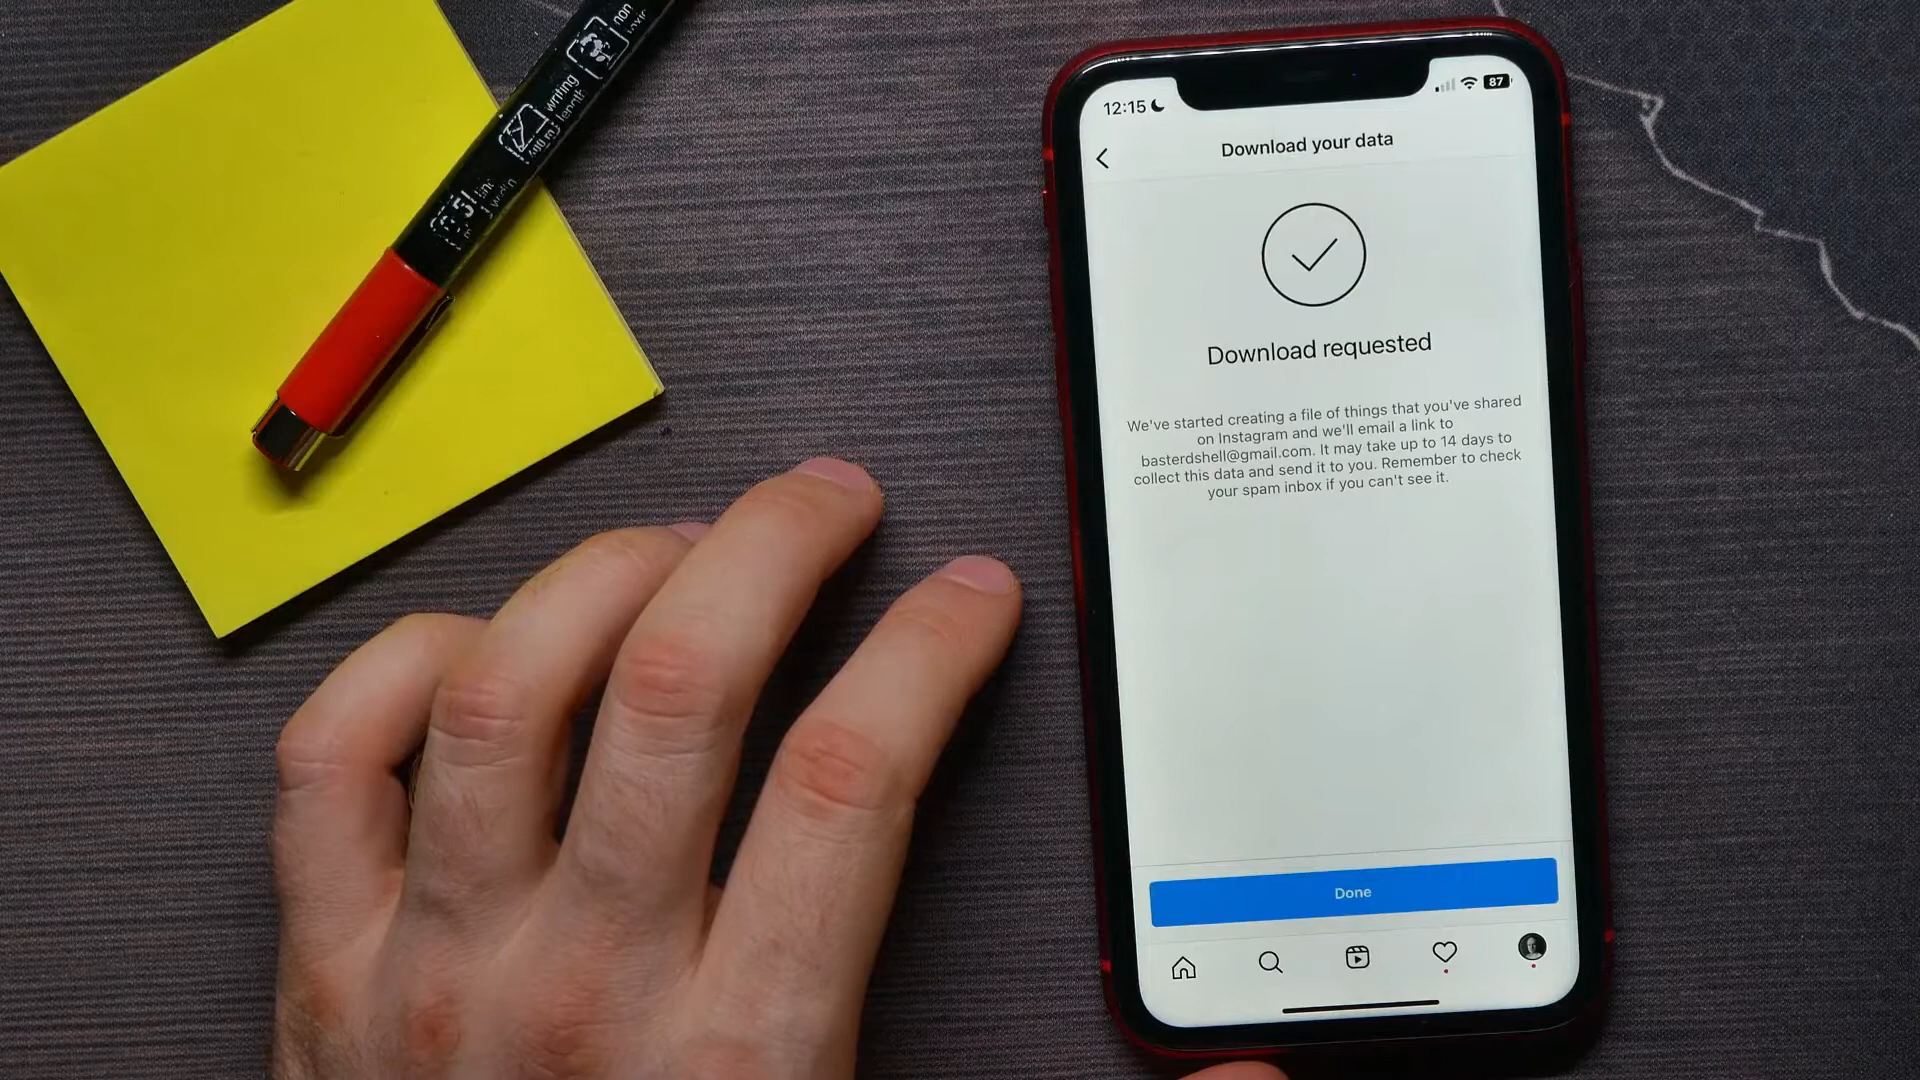 non
toxic
writing
length
12:15
87
Download your data
Download requested
We've started creating a file of things that you've shared
on Instagram and we'll email a link to
basterdshell@gmail.com. It may take up to 14 days to
collect this data and send it to you. Remember to check
your spam inbox if you can't see it.
Done